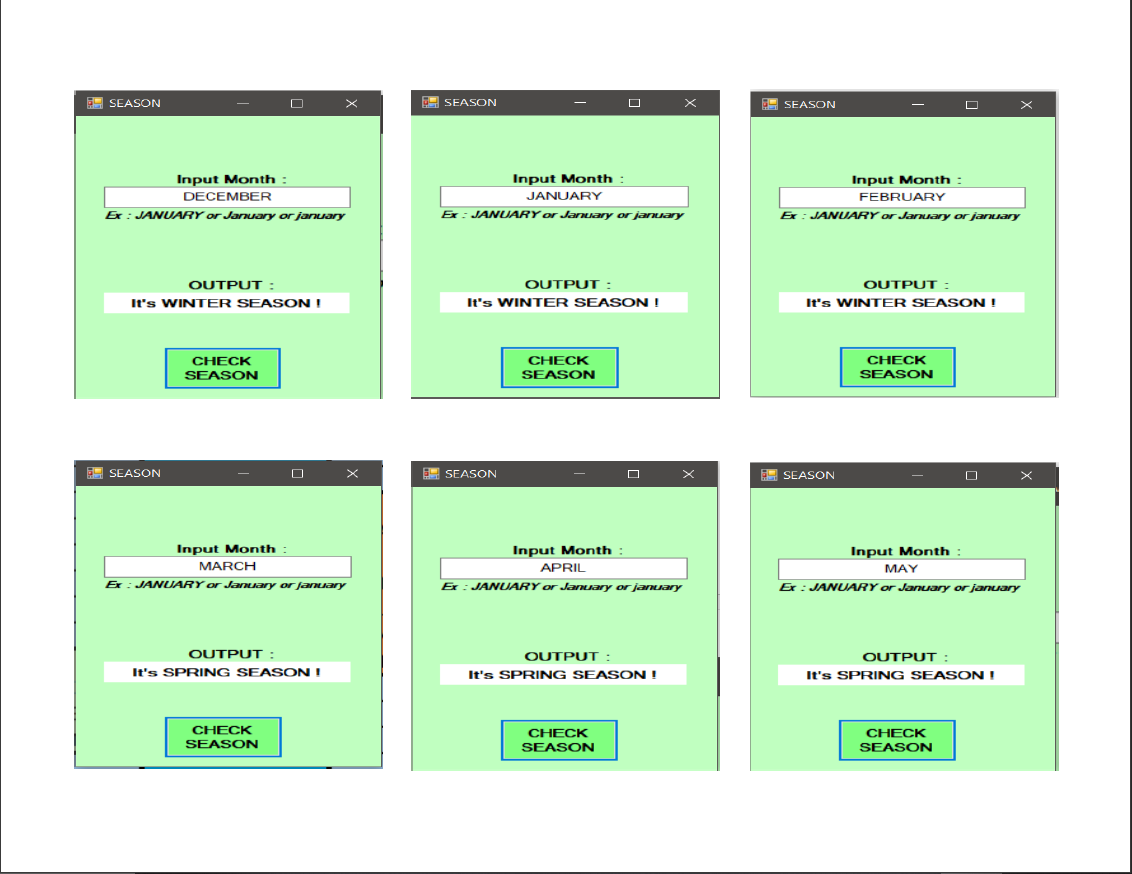 SEASON
Input Month :
DECEMBER
Ex : JANUARY or January or january
OUTPUT :
It's WINTER SEASON !
CHECK
SEASON
SEASON
Input Month :
JANUARY
Ex : JANUARY or January or january
OUTPUT :
It's WINTER SEASON !
CHECK
SEASON
SEASON
Input Month :
FEBRUARY
Ex : JANUARY or January or january
OUTPUT :
It's WINTER SEASON !
CHECK
SEASON
SEASON
Input Month :
MARCH
Ex : JANUARY or January or january
OUTPUT :
It's SPRING SEASON !
CHECK
SEASON
SEASON
Input Month :
APRIL
Ex : JANUARY or January or january
OUTPUT :
It's SPRING SEASON !
CHECK
SEASON
SEASON
Input Month :
MAY
Ex : JANUARY or January or january
OUTPUT :
It's SPRING SEASON !
CHECK
SEASON